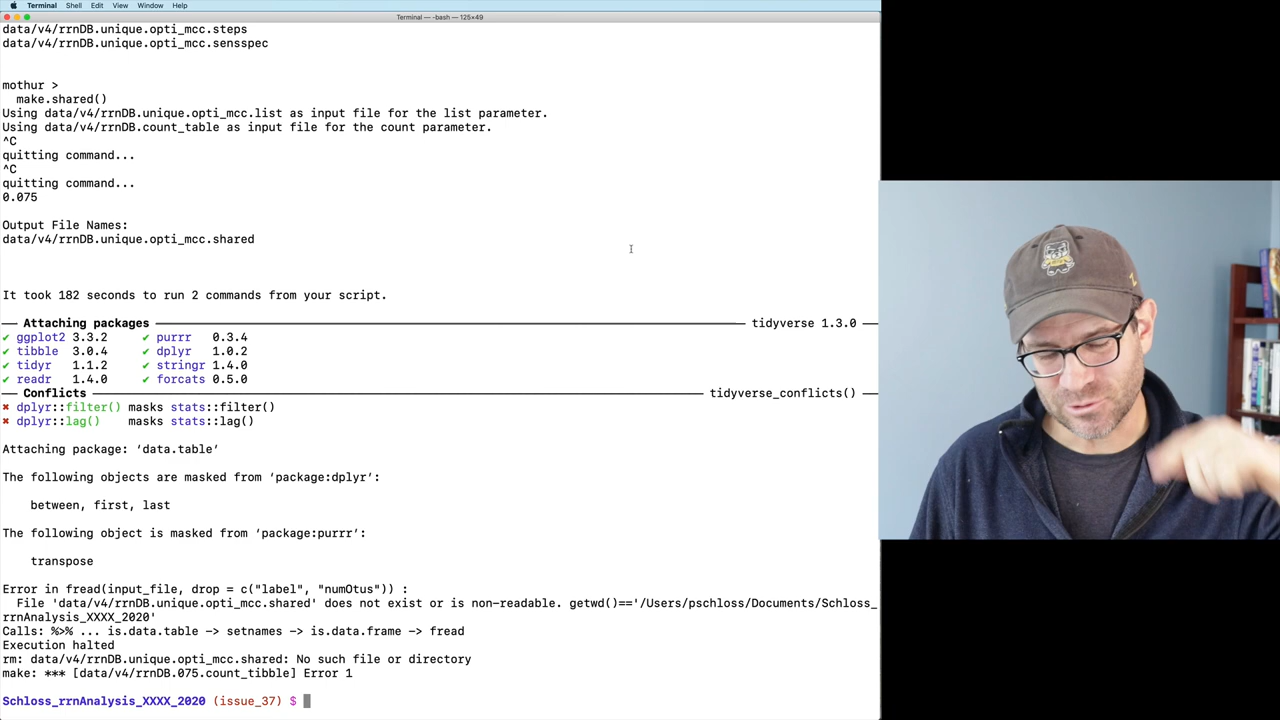 Terminal Shell Edit View Window Help
Terminal — -bash — 125×49
data/v4/rrnDB.unique.opti_mcc.steps
data/v4/rrnDB.unique.opti_mcc.sensspec
mothur >
make.shared()
Using data/v4/rrnDB.unique.opti_mcc.list as input file for the list parameter.
Using data/v4/rrnDB.count_table as input file for the count parameter.
^C
quitting command...
^C
quitting command...
0.075
Output File Names:
data/v4/rrnDB.unique.opti_mcc.shared
It took 182 seconds to run 2 commands from your script.
── Attaching packages ── tidyverse 1.3.0 ──
✔ ggplot2 3.3.2 ✔ purrr 0.3.4
✔ tibble 3.0.4 ✔ dplyr 1.0.2
✔ tidyr 1.1.2 ✔ stringr 1.4.0
✔ readr 1.4.0 ✔ forcats 0.5.0
── Conflicts ── tidyverse_conflicts() ──
✖ dplyr::filter() masks stats::filter()
✖ dplyr::lag() masks stats::lag()
Attaching package: ‘data.table’
The following objects are masked from ‘package:dplyr’:
between, first, last
The following object is masked from ‘package:purrr’:
transpose
Error in fread(input_file, drop = c("label", "numOtus")) :
File 'data/v4/rrnDB.unique.opti_mcc.shared' does not exist or is non-readable. getwd()=='/Users/pschloss/Documents/Schloss_
rrnAnalysis_XXXX_2020'
Calls: %>% ... is.data.table -> setnames -> is.data.frame -> fread
Execution halted
rm: data/v4/rrnDB.unique.opti_mcc.shared: No such file or directory
make: *** [data/v4/rrnDB.075.count_tibble] Error 1
Schloss_rrnAnalysis_XXXX_2020 (issue_37) $